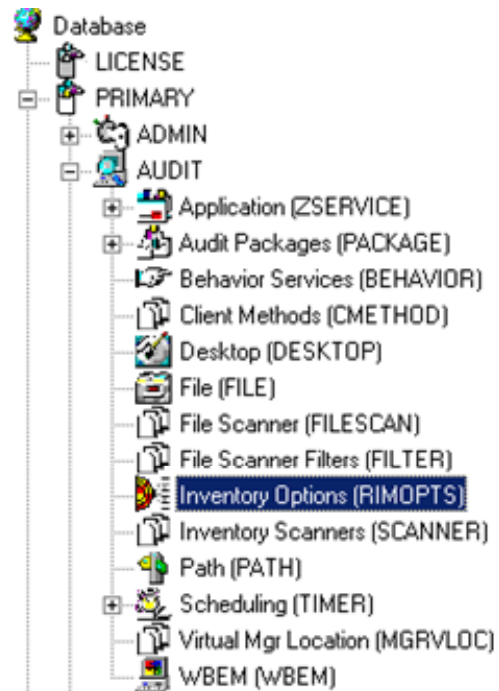 Database
LICENSE
PRIMARY
ADMIN
AUDIT
Application (ZSERVICE)
Audit Packages (PACKAGE)
Behavior Services (BEHAVIOR)
Client Methods (CMETHOD)
Desktop (DESKTOP)
File (FILE)
File Scanner (FILESCAN)
File Scanner Filters (FILTER)
Inventory Options (RIMOPTS)
Inventory Scanners (SCANNER)
Path (PATH)
Scheduling (TIMER)
Virtual Mgr Location (MGRVLOC)
WBEM (WBEM)